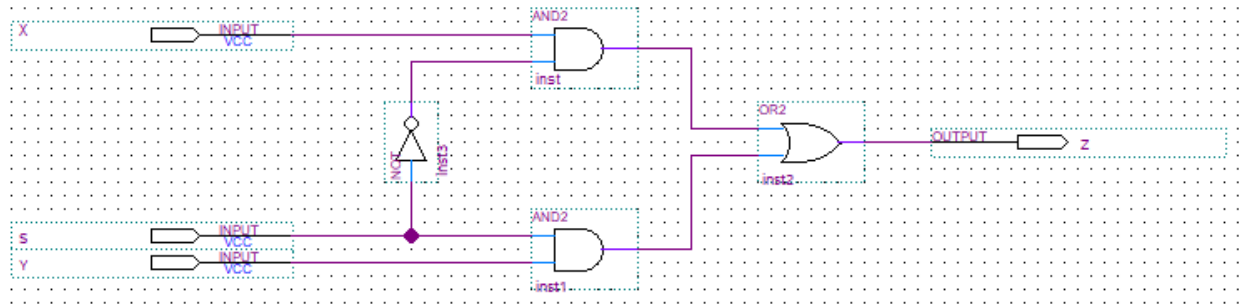 AND2
X INPUT
VCC
inst
OR2
NOT
inst3
OUTPUT Z
inst2
AND2
S INPUT
VCC
Y INPUT
VCC
inst1